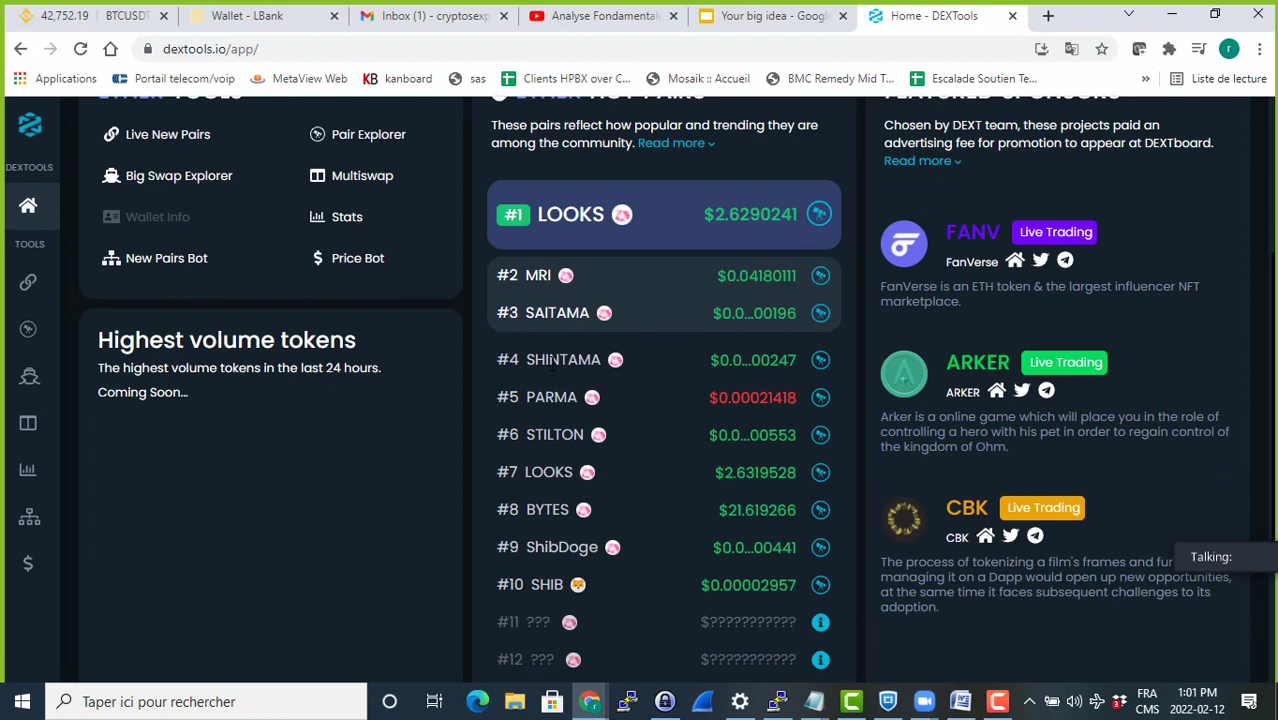 42,752.19 | BTCUSDT
Wallet - LBank
Inbox (1) - cryptosexp
Analyse Fondamental
Your big idea - Google
Home - DEXTools
dextools.io/app/
r
Applications
Portail telecom/voip
MetaView Web
KB kanboard
sas
Clients HPBX over C...
Mosaik :: Accueil
BMC Remedy Mid T...
Escalade Soutien Te...
»
Liste de lecture
DEXTOOLS
TOOLS
ETHER TOOLS
Live New Pairs
Pair Explorer
Big Swap Explorer
Multiswap
Wallet Info
Stats
New Pairs Bot
Price Bot
Highest volume tokens
The highest volume tokens in the last 24 hours.
Coming Soon...
ETHER HOT PAIRS
These pairs reflect how popular and trending they are
among the community. Read more
#1 LOOKS $2.6290241
#2 MRI $0.04180111
#3 SAITAMA $0.0...00196
#4 SHINTAMA $0.0...00247
#5 PARMA $0.00021418
#6 STILTON $0.0...00553
#7 LOOKS $2.6319528
#8 BYTES $21.619266
#9 ShibDoge $0.0...00441
#10 SHIB $0.00002957
#11 ??? $???????????
#12 ??? $???????????
FEATURED SPONSORS
Chosen by DEXT team, these projects paid an
advertising fee for promotion to appear at DEXTboard.
Read more
FANV Live Trading
FanVerse
FanVerse is an ETH token & the largest influencer NFT
marketplace.
ARKER Live Trading
ARKER
Arker is a online game which will place you in the role of
controlling a hero with his pet in order to regain control of
the kingdom of Ohm.
CBK Live Trading
CBK
The process of tokenizing a film's frames and fur
managing it on a Dapp would open up new opportunities,
at the same time it faces subsequent challenges to its
adoption.
Talking:
Taper ici pour rechercher
FRA
CMS
1:01 PM
2022-02-12